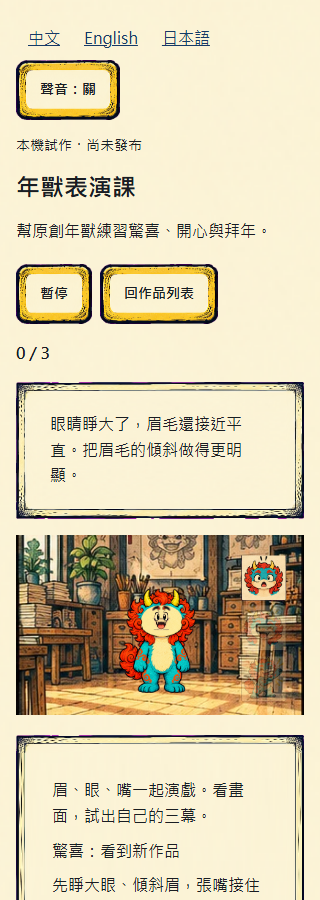 中文 English 日本語
聲音：關
本機試作・尚未發布
年獸表演課
幫原創年獸練習驚喜、開心與拜年。
暫停 回作品列表
0 / 3
眼睛睜大了，眉毛還接近平
直。把眉毛的傾斜做得更明
顯。
眉、眼、嘴一起演戲。看畫
面，試出自己的三幕。
驚喜：看到新作品
先睜大眼、傾斜眉，張嘴接住